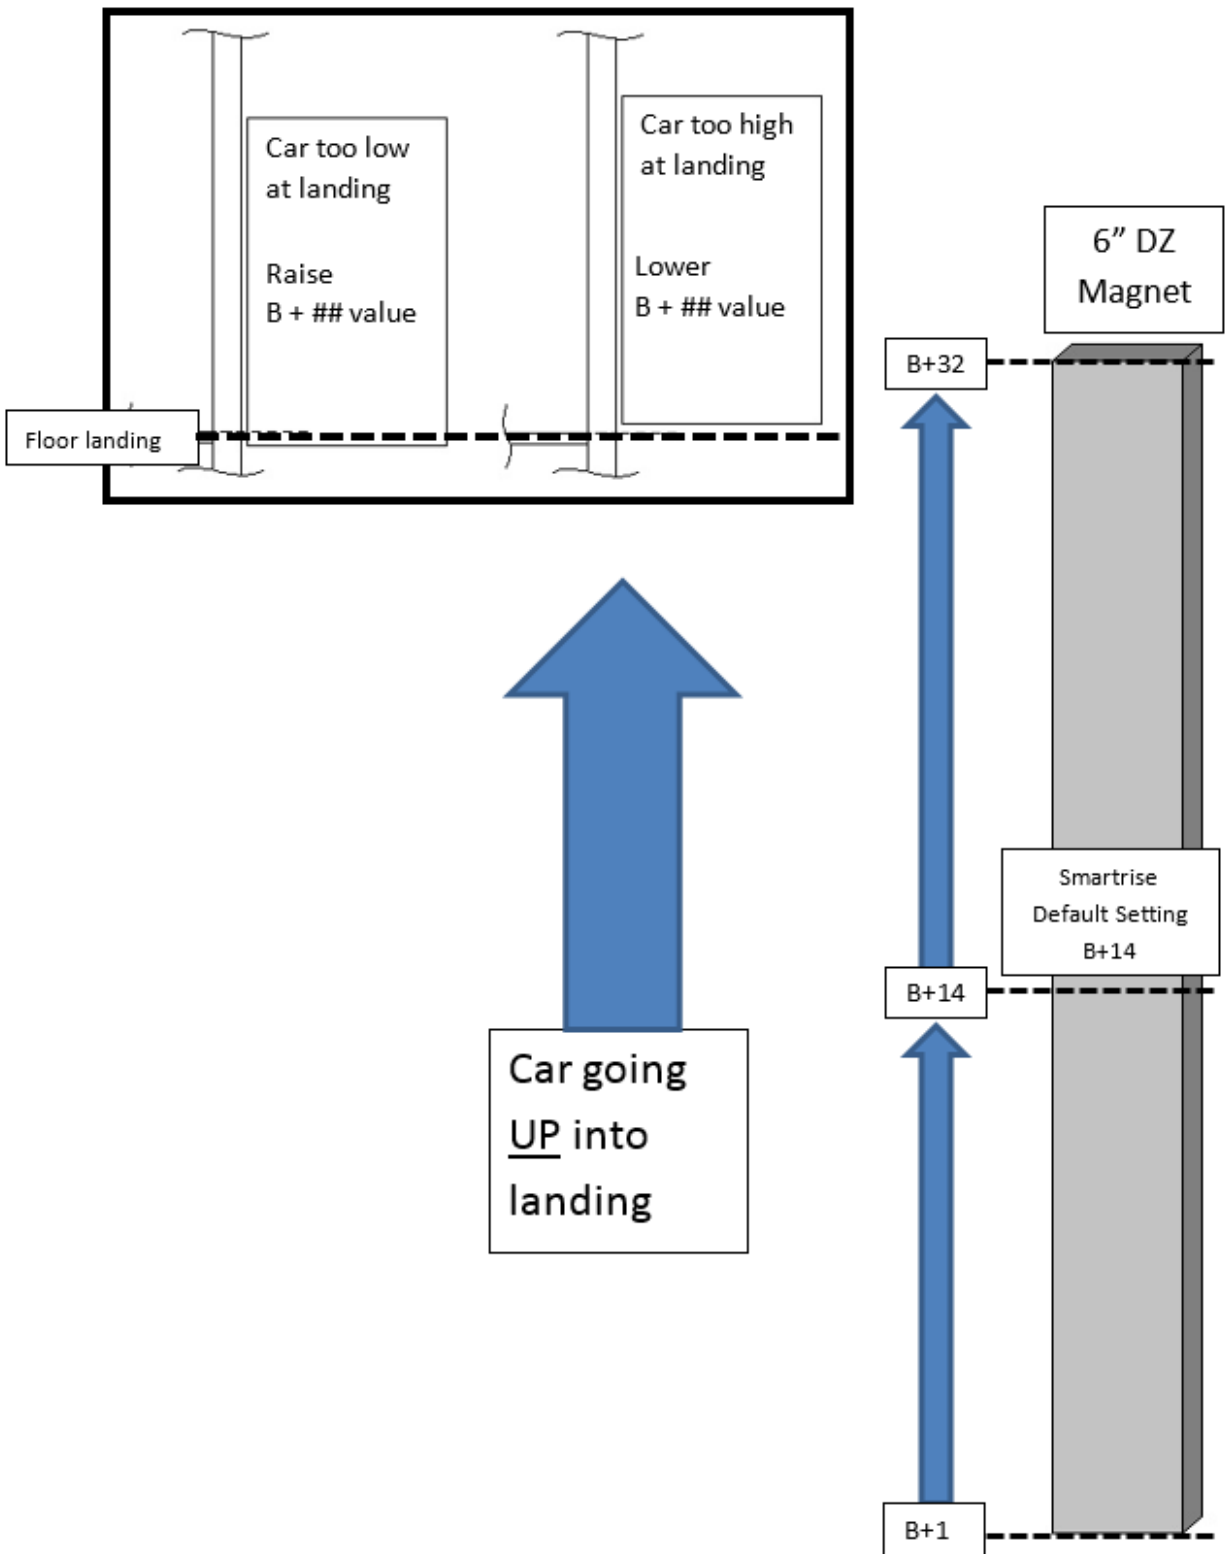 Car too low
at landing
Raise
B + ## value
Car too high
at landing
Lower
B + ## value
Floor landing
6” DZ
Magnet
B+32
Smartrise
Default Setting
B+14
B+14
Car going
UP into
landing
B+1